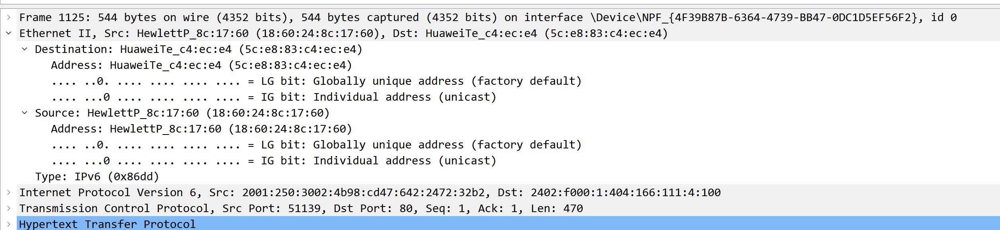 Frame 1125: 544 bytes on wire (4352 bits), 544 bytes captured (4352 bits) on interface \Device\NPF_{4F39B87B-6364-4739-BB47-0DC1D5EF56F2}, id 0
Ethernet II, Src: HewlettP_8c:17:60 (18:60:24:8c:17:60), Dst: HuaweiTe_c4:ec:e4 (5c:e8:83:c4:ec:e4)
Destination: HuaweiTe_c4:ec:e4 (5c:e8:83:c4:ec:e4)
Address: HuaweiTe_c4:ec:e4 (5c:e8:83:c4:ec:e4)
.... ..0. .... .... .... .... = LG bit: Globally unique address (factory default)
.... ...0 .... .... .... .... = IG bit: Individual address (unicast)
Source: HewlettP_8c:17:60 (18:60:24:8c:17:60)
Address: HewlettP_8c:17:60 (18:60:24:8c:17:60)
.... ..0. .... .... .... .... = LG bit: Globally unique address (factory default)
.... ...0 .... .... .... .... = IG bit: Individual address (unicast)
Type: IPv6 (0x86dd)
Internet Protocol Version 6, Src: 2001:250:3002:4b98:cd47:642:2472:32b2, Dst: 2402:f000:1:404:166:111:4:100
Transmission Control Protocol, Src Port: 51139, Dst Port: 80, Seq: 1, Ack: 1, Len: 470
Hypertext Transfer Protocol